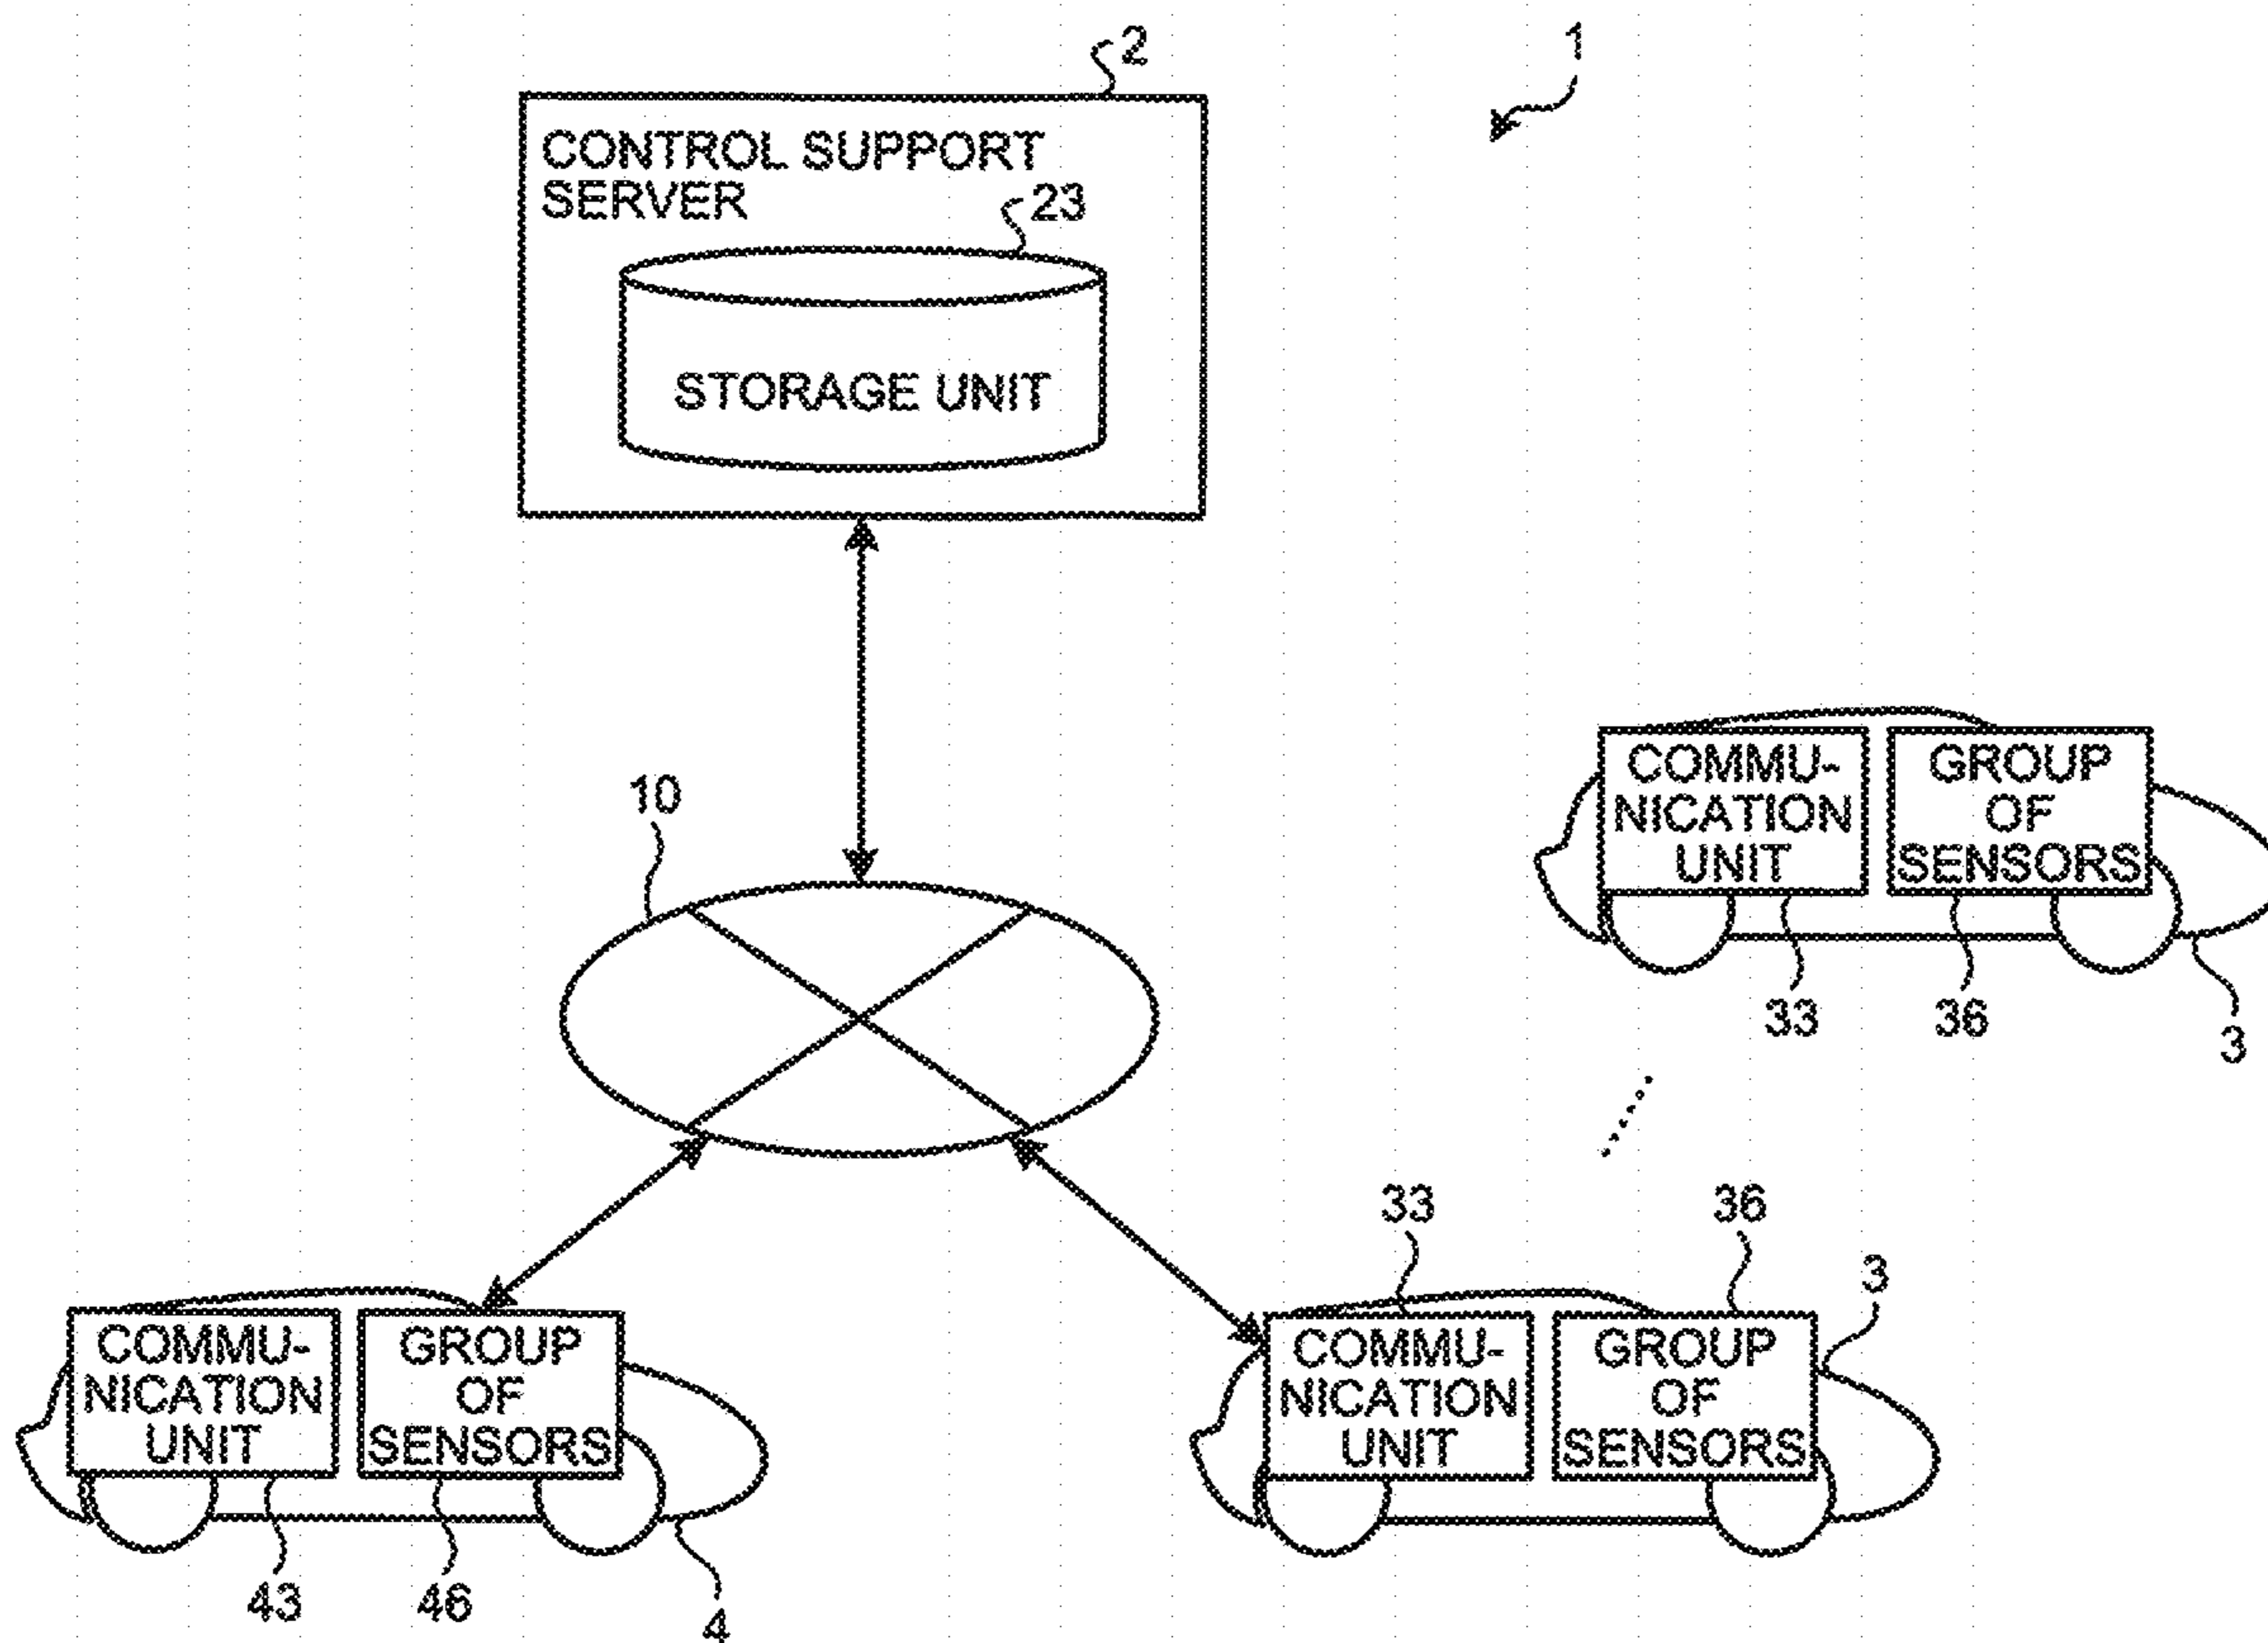 2
1
CONTROL SUPPORT
SERVER
23
STORAGE UNIT
10
COMMU-
NICATION
UNIT
GROUP
OF
SENSORS
33
36
3
33
36
3
COMMU-
NICATION
UNIT
GROUP
OF
SENSORS
COMMU-
NICATION
UNIT
GROUP
OF
SENSORS
43
46
4